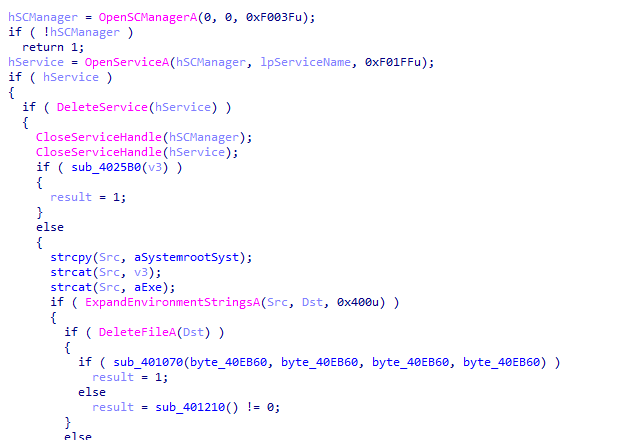 hSCManager = OpenSCManagerA(0, 0, 0xF003Fu);
if ( !hSCManager )
return 1;
hService = OpenServiceA(hSCManager, lpServiceName, 0xF01FFu);
if ( hService )
{
if ( DeleteService(hService) )
{
CloseServiceHandle(hSCManager);
CloseServiceHandle(hService);
if ( sub_4025B0(v3) )
{
result = 1;
}
else
{
strcpy(Src, aSystemrootSyst);
strcat(Src, v3);
strcat(Src, aExe);
if ( ExpandEnvironmentStringsA(Src, Dst, 0x400u) )
{
if ( DeleteFileA(Dst) )
{
if ( sub_401070(byte_40EB60, byte_40EB60, byte_40EB60, byte_40EB60) )
result = 1;
else
result = sub_401210() != 0;
}
else